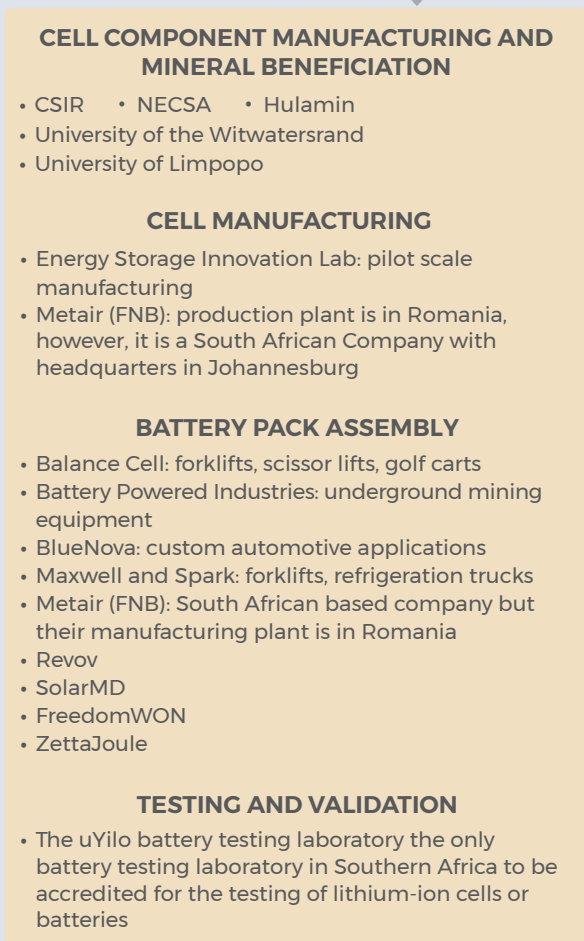 CELL COMPONENT MANUFACTURING AND
MINERAL BENEFICIATION
• CSIR • NECSA • Hulamin
• University of the Witwatersrand
• University of Limpopo
CELL MANUFACTURING
• Energy Storage Innovation Lab: pilot scale
manufacturing
• Metair (FNB): production plant is in Romania,
however, it is a South African Company with
headquarters in Johannesburg
BATTERY PACK ASSEMBLY
• Balance Cell: forklifts, scissor lifts, golf carts
• Battery Powered Industries: underground mining
equipment
• BlueNova: custom automotive applications
• Maxwell and Spark: forklifts, refrigeration trucks
• Metair (FNB): South African based company but
their manufacturing plant is in Romania
• Revov
• SolarMD
• FreedomWON
• ZettaJoule
TESTING AND VALIDATION
• The uYilo battery testing laboratory the only
battery testing laboratory in Southern Africa to be
accredited for the testing of lithium-ion cells or
batteries